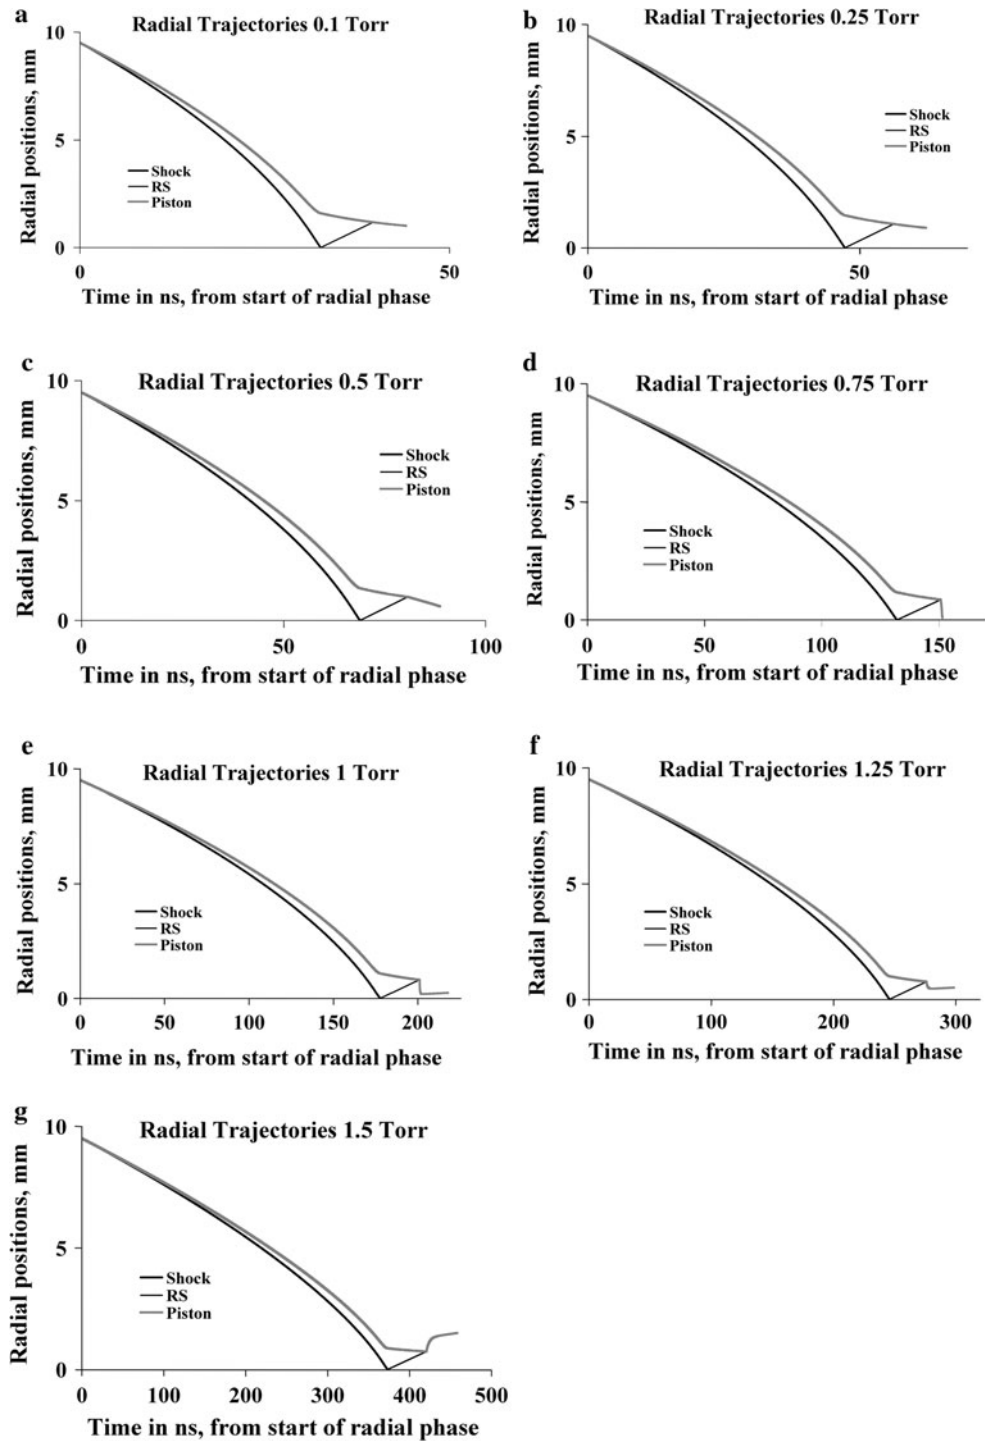 a
Radial Trajectories 0.1 Torr
Radial positions, mm
10
5
0
Shock
RS
Piston
0
50
Time in ns, from start of radial phase
b
Radial Trajectories 0.25 Torr
Radial positions, mm
10
5
0
Shock
RS
Piston
0
50
Time in ns, from start of radial phase
c
Radial Trajectories 0.5 Torr
Radial positions, mm
10
5
0
Shock
RS
Piston
0
50
100
Time in ns, from start of radial phase
d
Radial Trajectories 0.75 Torr
Radial positions, mm
10
5
0
Shock
RS
Piston
0
50
100
150
Time in ns, from start of radial phase
e
Radial Trajectories 1 Torr
Radial positions, mm
10
5
0
Shock
RS
Piston
0
50
100
150
200
Time in ns, from start of radial phase
f
Radial Trajectories 1.25 Torr
Radial positions, mm
10
5
0
Shock
RS
Piston
0
100
200
300
Time in ns, from start of radial phase
g
Radial Trajectories 1.5 Torr
Radial positions, mm
10
5
0
Shock
RS
Piston
0
100
200
300
400
500
Time in ns, from start of radial phase